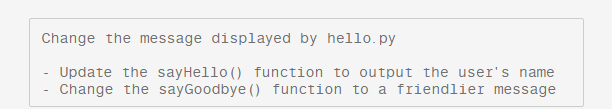 Change the message displayed by hello.py
- Update the sayHello() function to output the user's name
- Change the sayGoodbye() function to a friendlier message